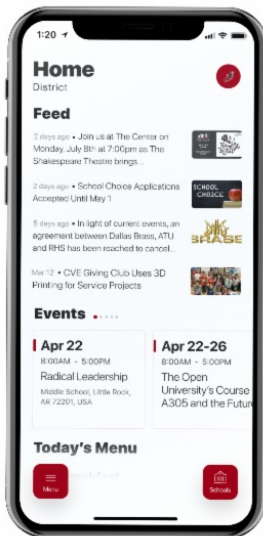 1:20
Home
District
Feed
2 days ago • Join us at The Center on
Monday, July 8th at 7:00pm as The
Shakespeare Theatre brings...
2 days ago • School Choice Applications
Accepted Until May 1
SCHOOL
CHOICE
5 days ago • In light of current events, an
agreement between Dallas Brass, ATU
and RHS has been reached to cancel...
BRASS
Mar 12 • CVE Giving Club Uses 3D
Printing for Service Projects
Events
Apr 22
8:00AM - 5:00PM
Radical Leadership
Middle School, Little Rock,
AR 72201, USA
Apr 22-26
8:00AM - 5:00PM
The Open
University's Course
A305 and the Future
Today's Menu
Breakfast
Menu
Schools